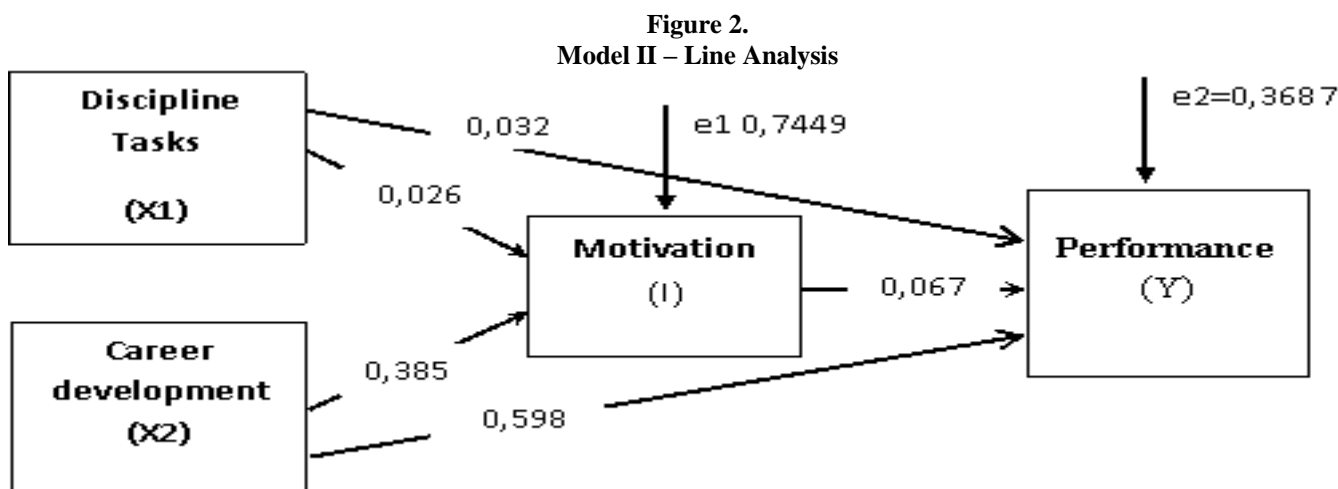 Figure 2.
Model II – Line Analysis
Discipline
Tasks
(X1)
0,032
e1 0,7449
e2=0,3687
0,026
Motivation
(I)
Performance
(Y)
0,067
Career
development
(X2)
0,385
0,598